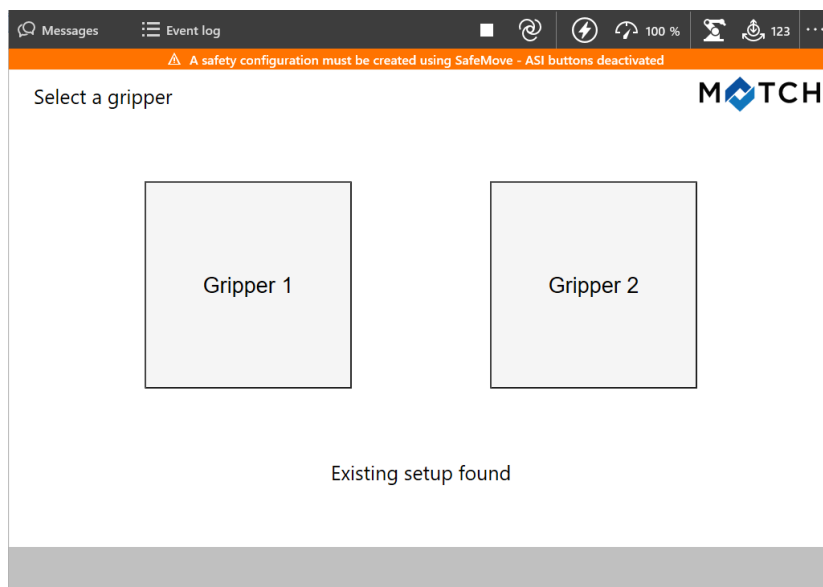 Messages
Event log
100 %
123
A safety configuration must be created using SafeMove - ASI buttons deactivated
Select a gripper
MATCH
Gripper 1
Gripper 2
Existing setup found